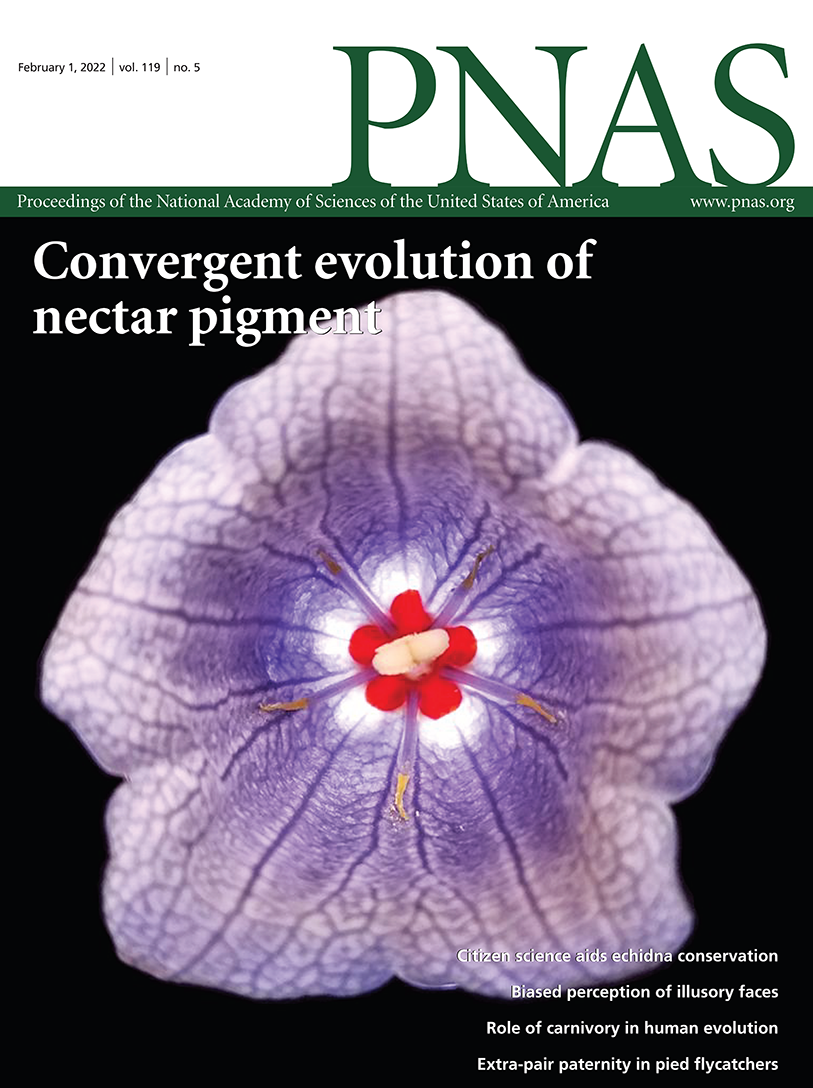 February 1, 2022 | vol. 119 | no. 5
PNAS
Proceedings of the National Academy of Sciences of the United States of America www.pnas.org
Convergent evolution of
nectar pigment
Citizen science aids echidna conservation
Biased perception of illusory faces
Role of carnivory in human evolution
Extra-pair paternity in pied flycatchers